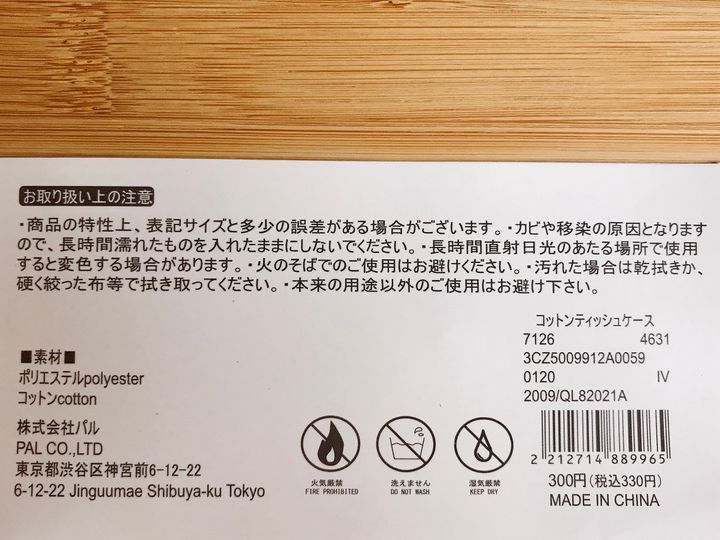 お取り扱い上の注意
・商品の特性上、表記サイズと多少の誤差がある場合がございます。・カビや移染の原因となります
ので、長時間濡れたものを入れたままにしないでください。・長時間直射日光のあたる場所で使用
すると変色する場合があります。・火のそばでのご使用はお避けください。・汚れた場合は乾拭きか、
硬く絞った布等で拭き取ってください。・本来の用途以外のご使用はお避け下さい。
■素材■
ポリエステルpolyester
コットンcotton
株式会社パル
PAL CO.,LTD
東京都渋谷区神宮前6-12-22
6-12-22 Jinguumae Shibuya-ku Tokyo
火気厳禁
FIRE PROHIBITED
洗えません
DO NOT WASH
湿気厳禁
KEEP DRY
コットンティッシュケース
7126 4631
3CZ5009912A0059
0120 IV
2009/QL82021A
2 212714 889965
300円(税込330円)
MADE IN CHINA